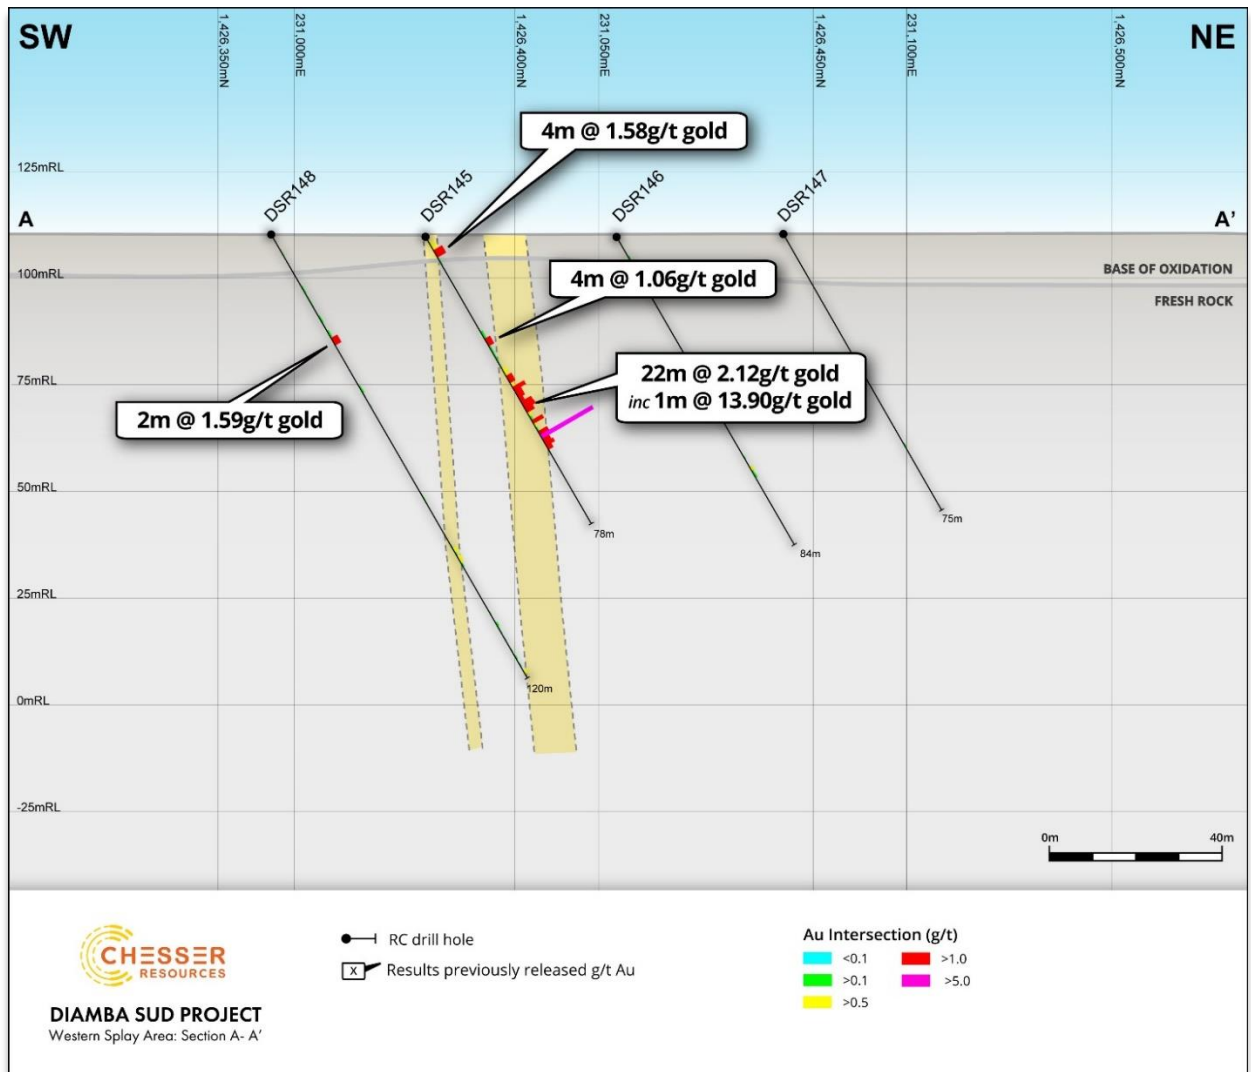 SW
NE
1,426,350mN
231,000mE
1,426,400mN
231,050mE
1,426,450mN
231,100mE
1,426,500mN
4m @ 1.58g/t gold
125mRL
DSR148
DSR145
DSR146
DSR147
A
A'
100mRL
4m @ 1.06g/t gold
BASE OF OXIDATION
FRESH ROCK
75mRL
22m @ 2.12g/t gold
inc 1m @ 13.90g/t gold
2m @ 1.59g/t gold
50mRL
78m
84m
75m
25mRL
120m
0mRL
-25mRL
0m
40m
CHESSER
RESOURCES
DIAMBA SUD PROJECT
Western Splay Area: Section A- A'
RC drill hole
X
Results previously released g/t Au
Au Intersection (g/t)
<0.1
>1.0
>0.1
>5.0
>0.5